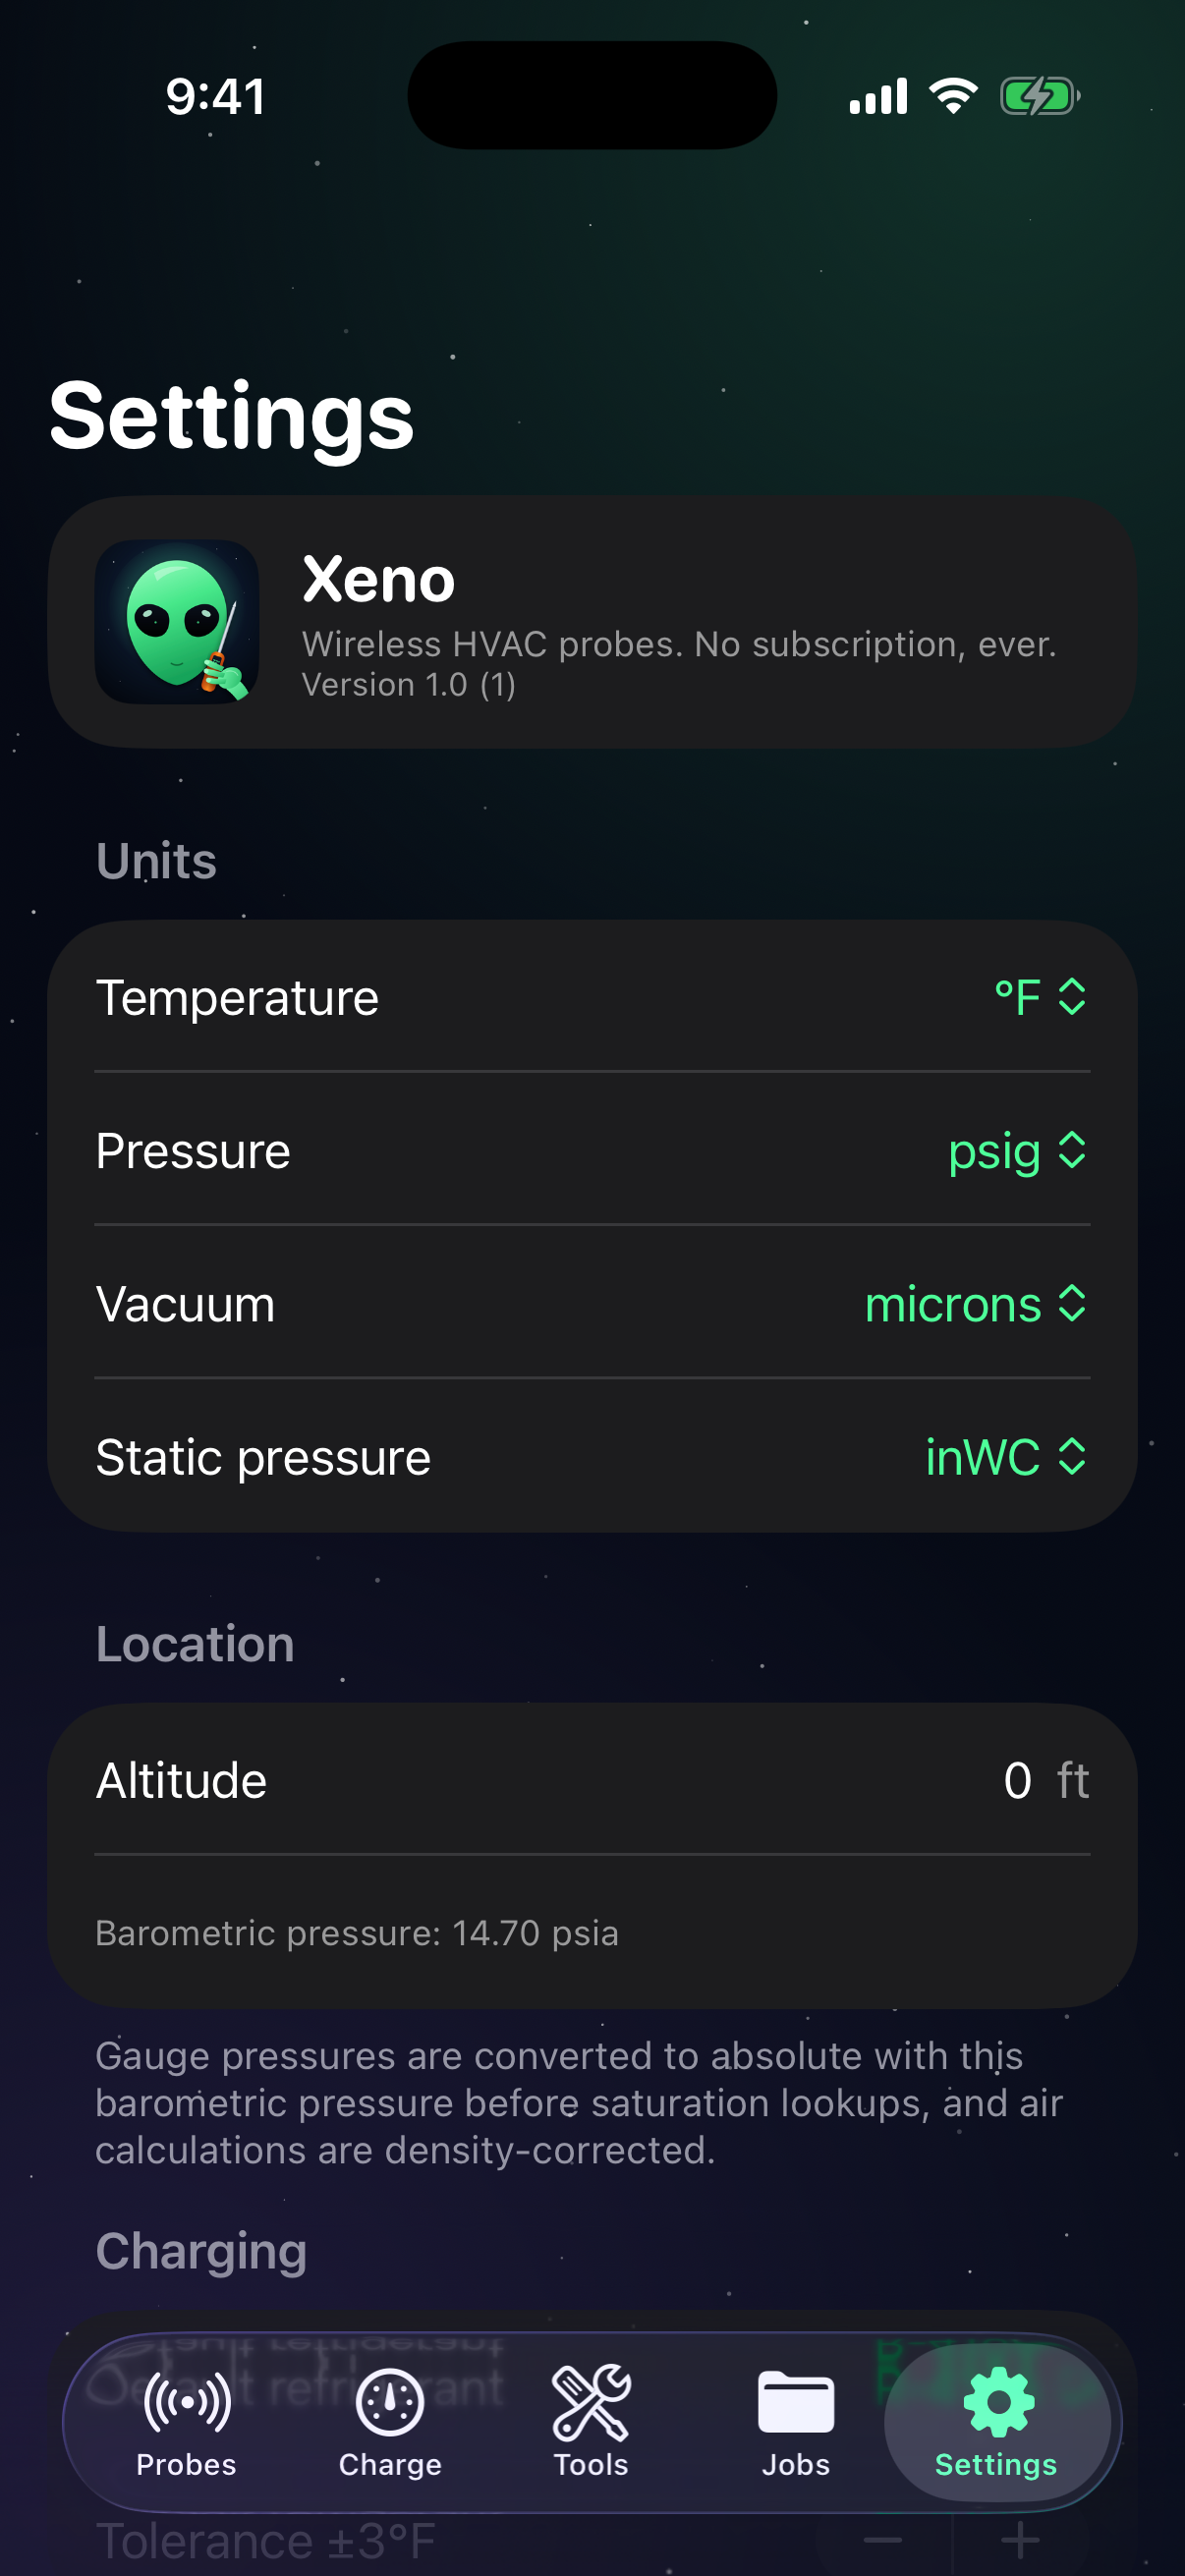 9:41
Settings
Xeno
Wireless HVAC probes. No subscription, ever.
Version 1.0 (1)
Units
Temperature °F
Pressure psig
Vacuum microns
Static pressure inWC
Location
Altitude 0 ft
Barometric pressure: 14.70 psia
Gauge pressures are converted to absolute with this
barometric pressure before saturation lookups, and air
calculations are density-corrected.
Charging
Default refrigerant
Probes Charge Tools Jobs Settings
Tolerance ±3°F